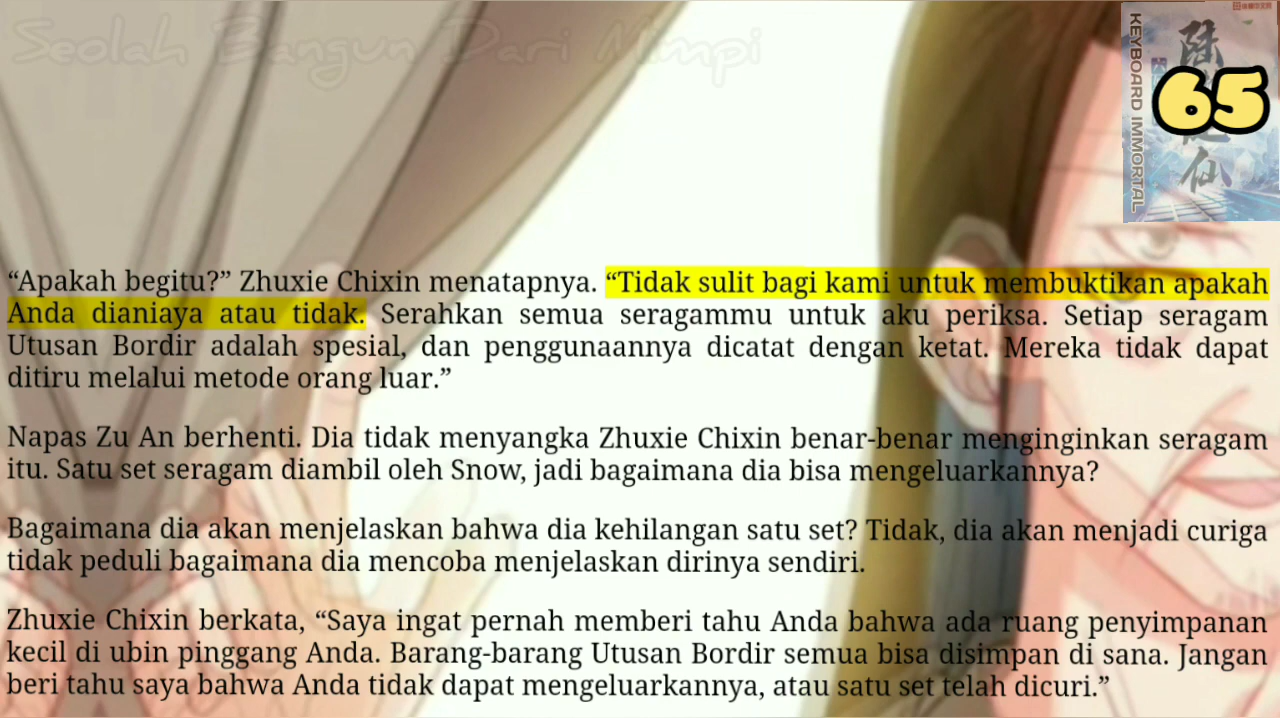 Seolah Bangun Dari Mimpi
KEYBOARD IMMORTAL
65
“Apakah begitu?” Zhuxie Chixin menatapnya. “Tidak sulit bagi kami untuk membuktikan apakah
Anda dianiaya atau tidak. Serahkan semua seragammu untuk aku periksa. Setiap seragam
Utusan Bordir adalah spesial, dan penggunaannya dicatat dengan ketat. Mereka tidak dapat
ditiru melalui metode orang luar.”
Napas Zu An berhenti. Dia tidak menyangka Zhuxie Chixin benar-benar menginginkan seragam
itu. Satu set seragam diambil oleh Snow, jadi bagaimana dia bisa mengeluarkannya?
Bagaimana dia akan menjelaskan bahwa dia kehilangan satu set? Tidak, dia akan menjadi curiga
tidak peduli bagaimana dia mencoba menjelaskan dirinya sendiri.
Zhuxie Chixin berkata, “Saya ingat pernah memberi tahu Anda bahwa ada ruang penyimpanan
kecil di ubin pinggang Anda. Barang-barang Utusan Bordir semua bisa disimpan di sana. Jangan
beri tahu saya bahwa Anda tidak dapat mengeluarkannya, atau satu set telah dicuri.”